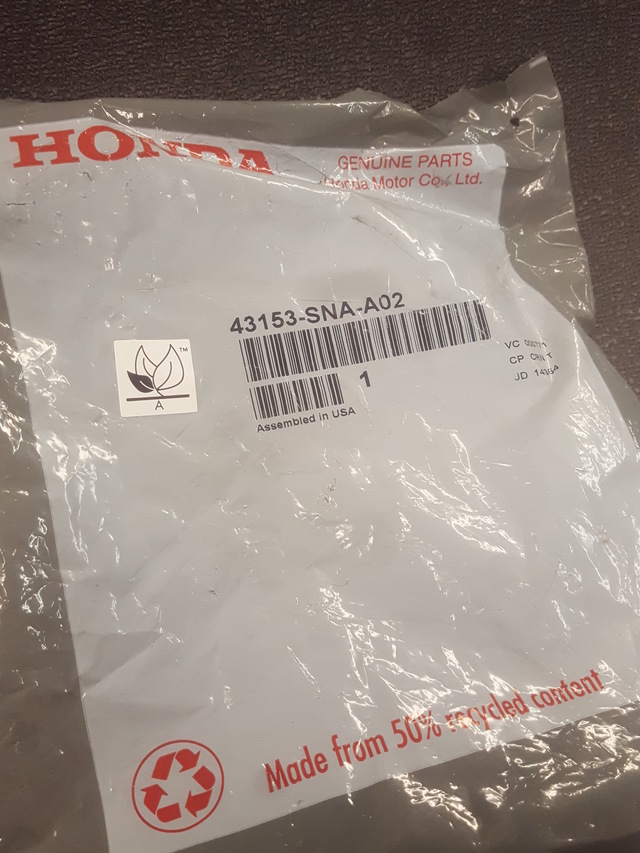 HONDA
GENUINE PARTS
Honda Motor Co., Ltd.
43153-SNA-A02
1
Assembled in USA
VC
CP
JD
TM
A
Made from 50% recycled content